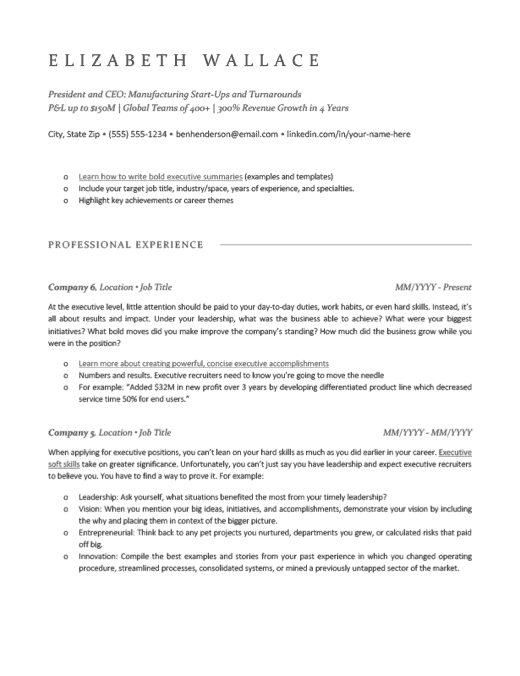 ELIZABETH WALLACE
President and CEO: Manufacturing Start-Ups and Turnarounds
P&L up to $150M | Global Teams of 400+ | 300% Revenue Growth in 4 Years
City, State Zip • (555) 555-1234 • benhenderson@email.com • linkedin.com/in/your-name-here
o Learn how to write bold executive summaries (examples and templates)
o Include your target job title, industry/space, years of experience, and specialties.
o Highlight key achievements or career themes
PROFESSIONAL EXPERIENCE
Company 6, Location • Job Title MM/YYYY - Present
At the executive level, little attention should be paid to your day-to-day duties, work habits, or even hard skills. Instead, it's
all about results and impact. Under your leadership, what was the business able to achieve? What were your biggest
initiatives? What bold moves did you make improve the company's standing? How much did the business grow while you
were in the position?
o Learn more about creating powerful, concise executive accomplishments
o Numbers and results. Executive recruiters need to know you're going to move the needle
o For example: "Added $32M in new profit over 3 years by developing differentiated product line which decreased
service time 50% for end users."
Company 5, Location • Job Title MM/YYYY - MM/YYYY
When applying for executive positions, you can't lean on your hard skills as much as you did earlier in your career. Executive
soft skills take on greater significance. Unfortunately, you can't just say you have leadership and expect executive recruiters
to believe you. You have to find a way to prove it. For example:
o Leadership: Ask yourself, what situations benefited the most from your timely leadership?
o Vision: When you mention your big ideas, initiatives, and accomplishments, demonstrate your vision by including
the why and placing them in context of the bigger picture.
o Entrepreneurial: Think back to any pet projects you nurtured, departments you grew, or calculated risks that paid
off big.
o Innovation: Compile the best examples and stories from your past experience in which you changed operating
procedure, streamlined processes, consolidated systems, or mined a previously untapped sector of the market.